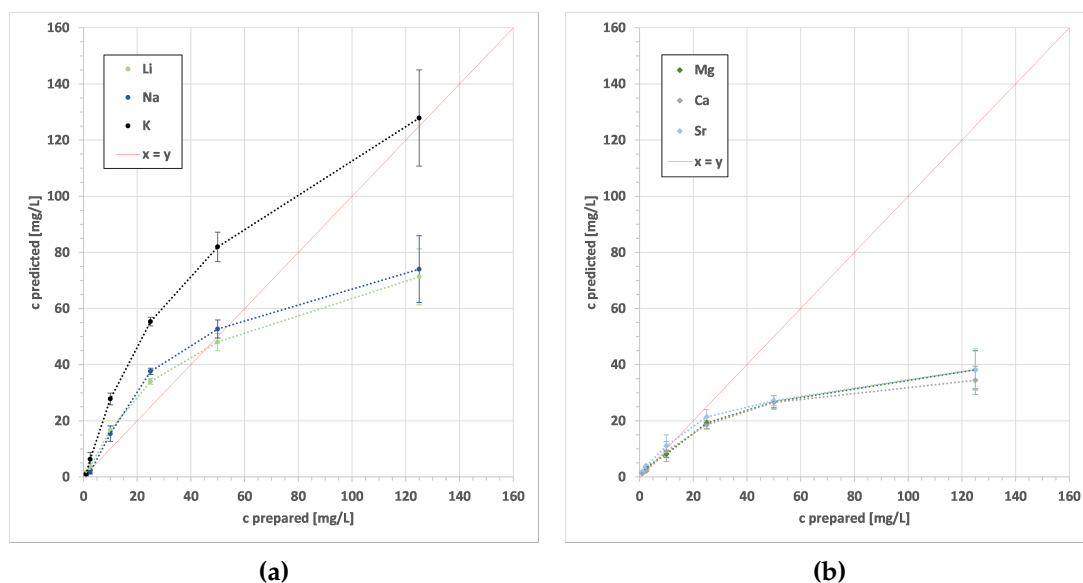 160
140
120
100
80
60
40
20
0
c predicted [mg/L]
Li
Na
K
x = y
0 20 40 60 80 100 120 140 160
c prepared [mg/L]
(a)
160
140
120
100
80
60
40
20
0
c predicted [mg/L]
Mg
Ca
Sr
x = y
0 20 40 60 80 100 120 140 160
c prepared [mg/L]
(b)